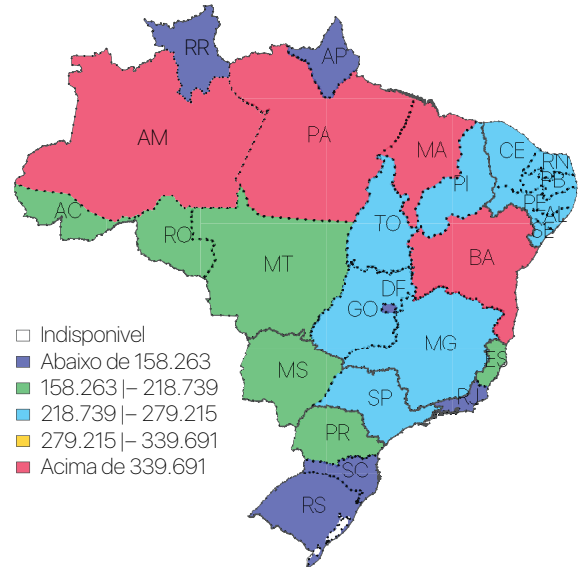 RR
AP
AM
PA
MA
CE
RN
PB
PI
PE
AL
SE
AC
RO
TO
MT
BA
DF
GO
MG
ES
MS
SP
RJ
PR
SC
RS
Indisponivel
Abaixo de 158.263
158.263 |– 218.739
218.739 |– 279.215
279.215 |– 339.691
Acima de 339.691